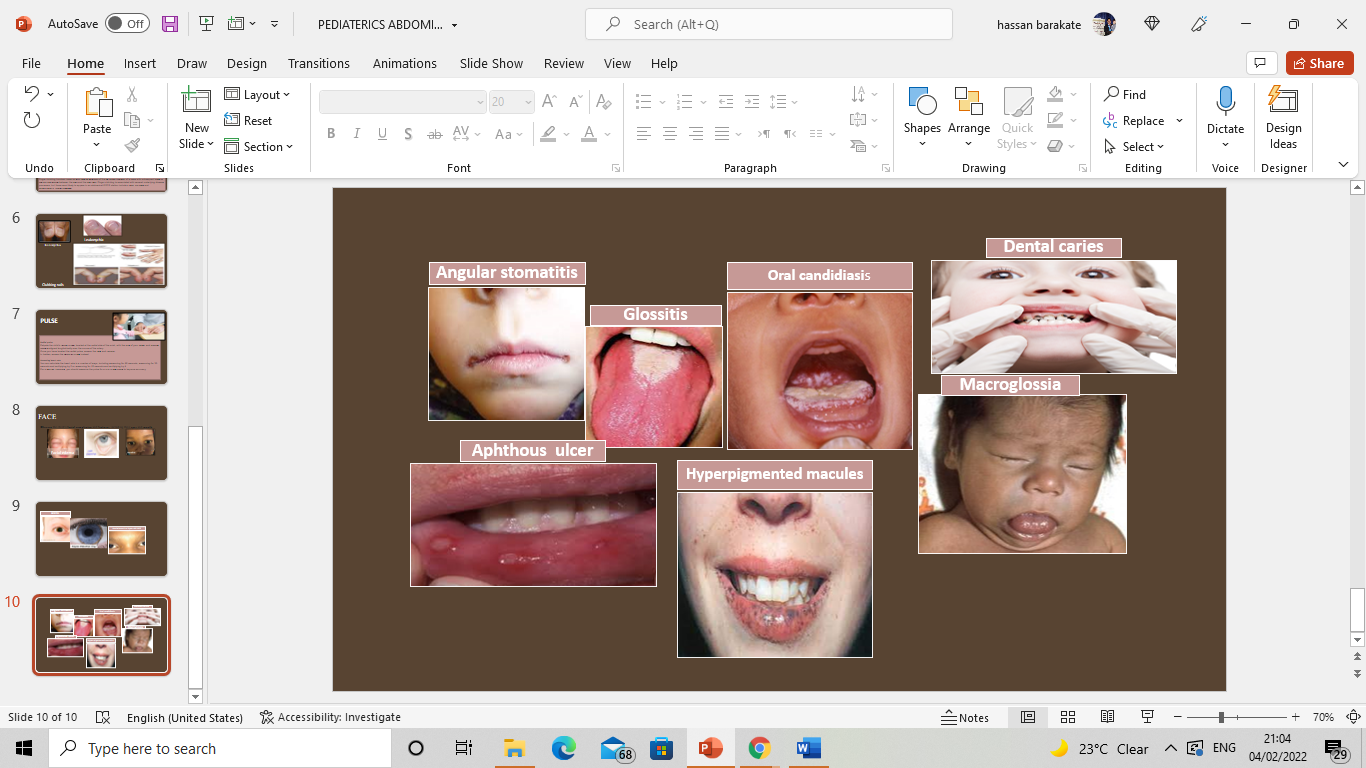 AutoSave Off
PEDIATERICS ABDOMI...
Search (Alt+Q)
hassan barakate
File Home Insert Draw Design Transitions Animations Slide Show Review View Help
Share
Undo
Paste
Clipboard
New
Slide
Layout
Reset
Section
Slides
20
B I U S ab AV Aa A
Font
Paragraph
Shapes
Arrange
Quick
Styles
Drawing
Find
Replace
Select
Editing
Dictate
Voice
Design
Ideas
Designer
6
7
PULSE
8
FACE
9
10
Angular stomatitis
Glossitis
Oral candidiasis
Dental caries
Macroglossia
Aphthous ulcer
Hyperpigmented macules
Slide 10 of 10
English (United States)
Accessibility: Investigate
Notes
70%
Type here to search
68
23°C Clear
ENG
21:04
04/02/2022
29